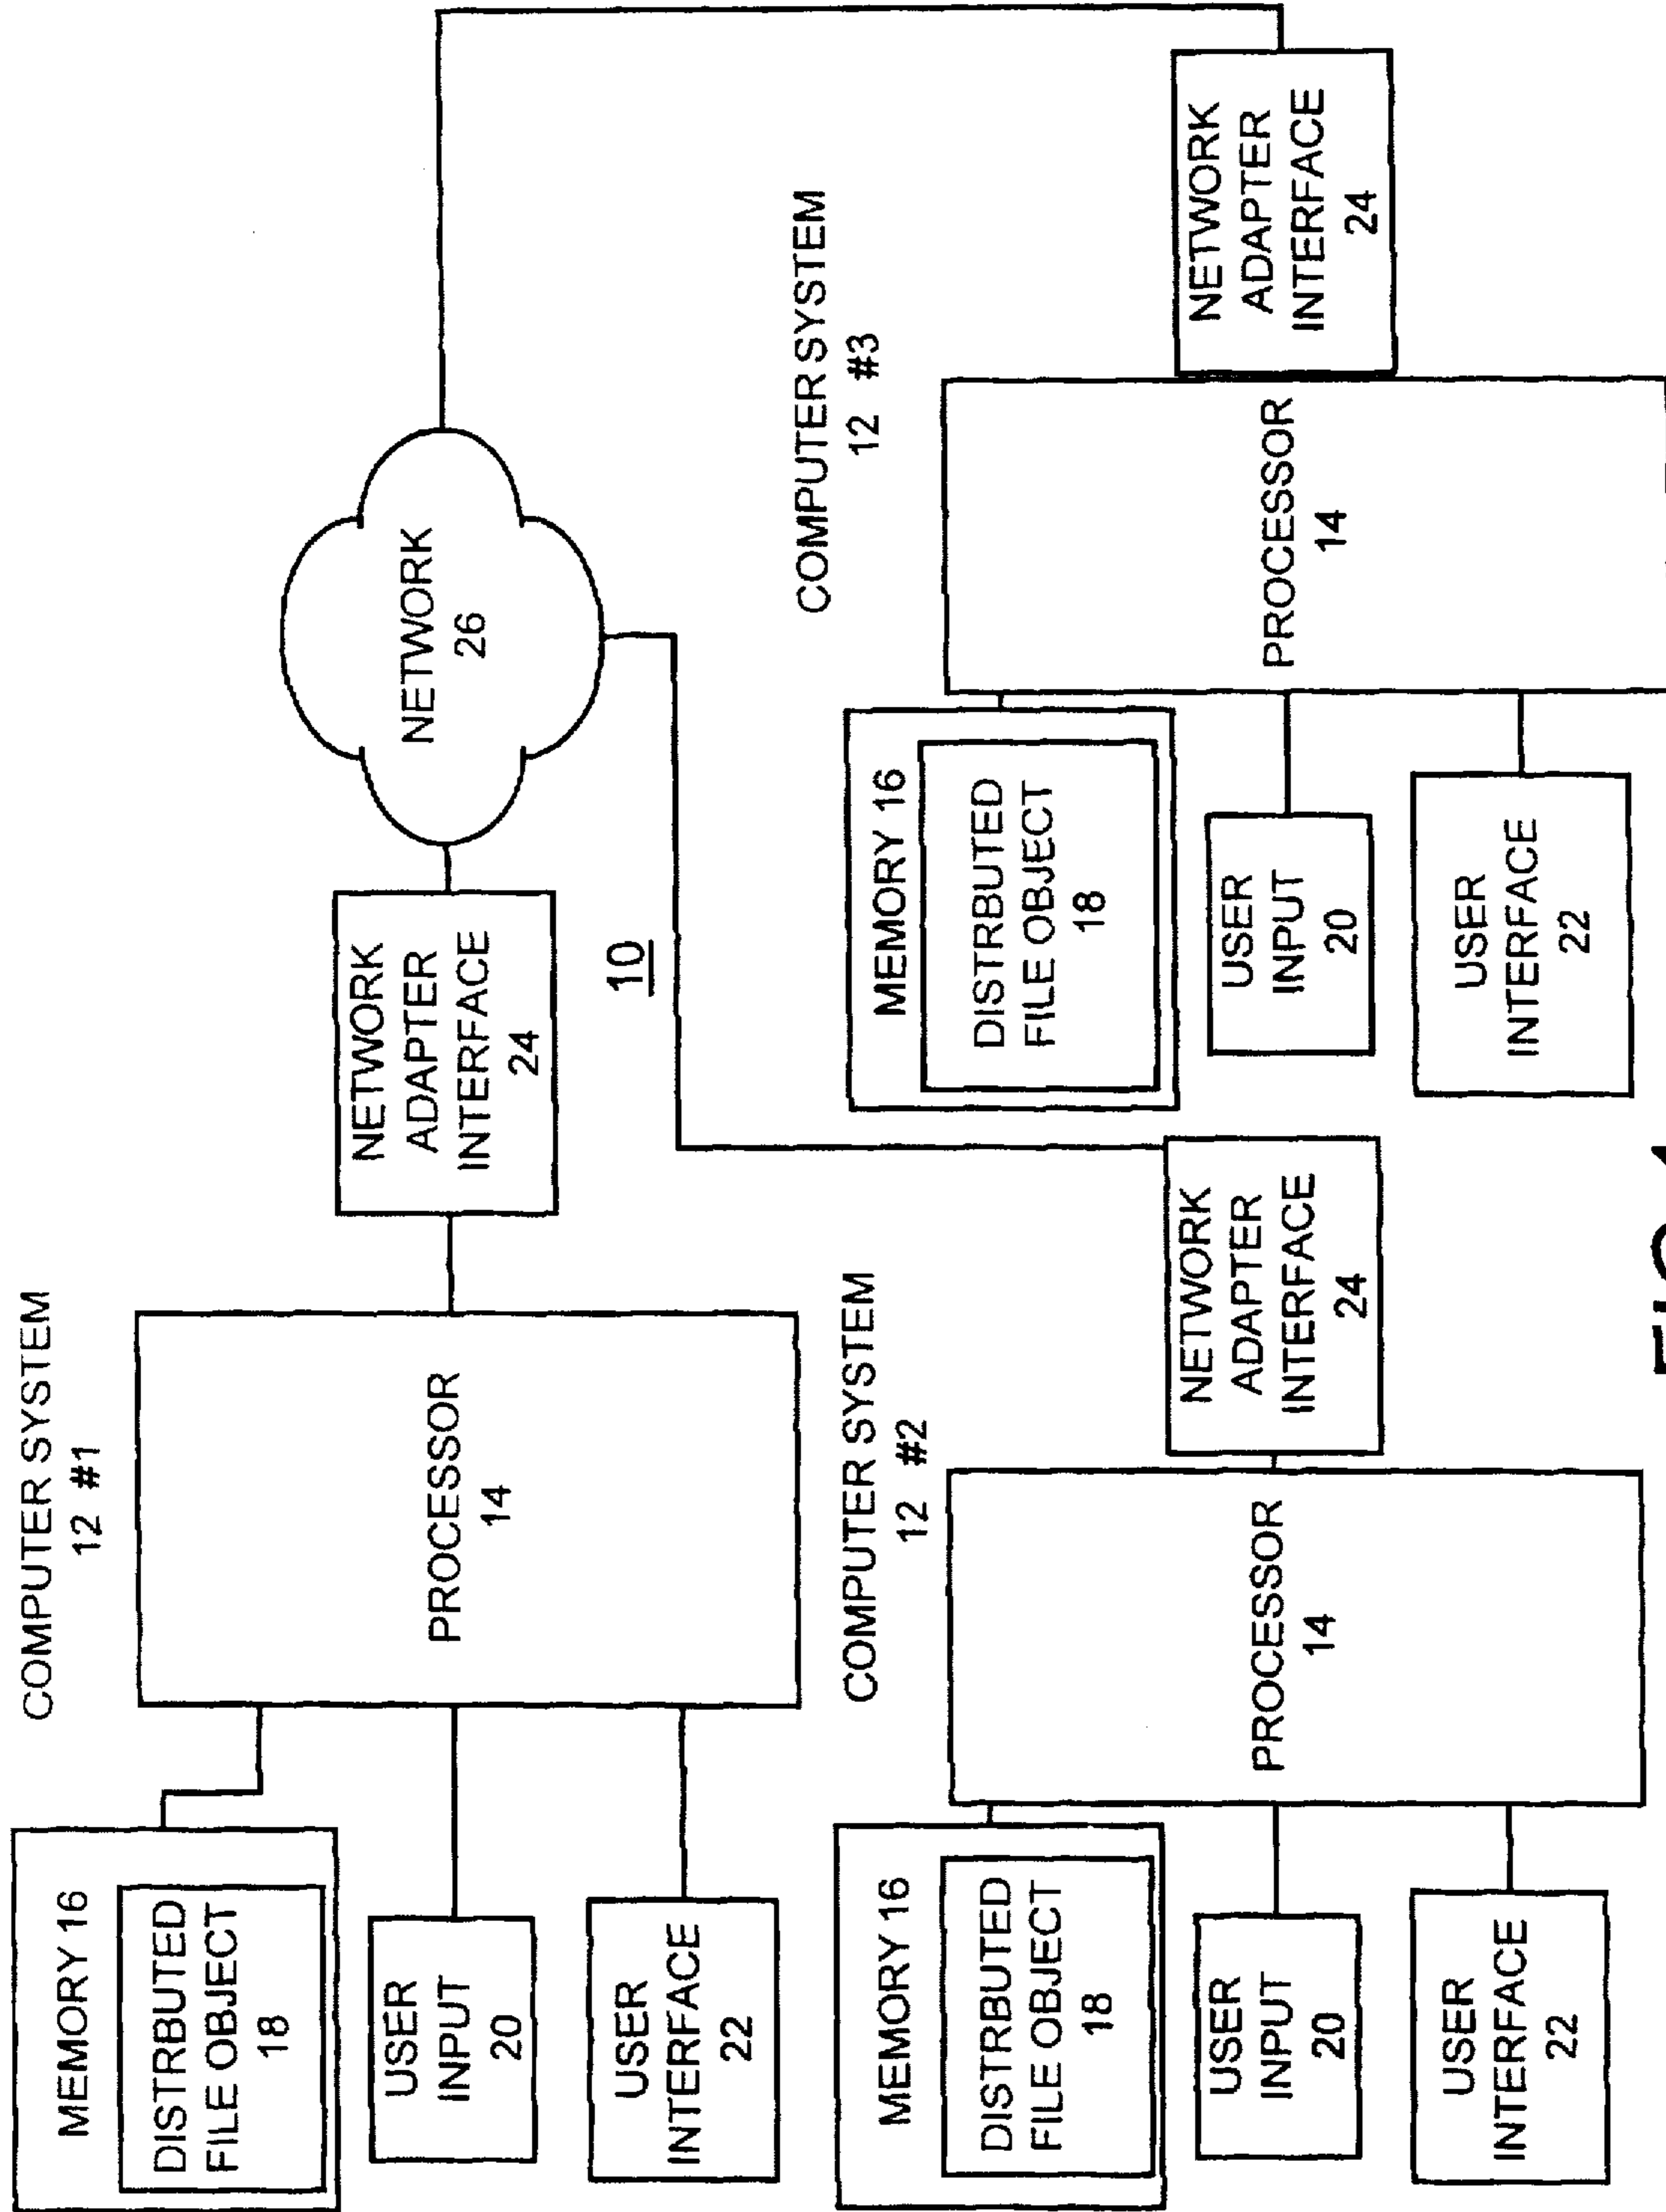 COMPUTER SYSTEM
12 #1
MEMORY 16
DISTRBUTED
FILE OBJECT
18
USER
INPUT
20
USER
INTERFACE
22
PROCESSOR
14
NETWORK
ADAPTER
INTERFACE
24
NETWORK
26
10
COMPUTER SYSTEM
12 #2
MEMORY 16
DISTRBUTED
FILE OBJECT
18
USER
INPUT
20
USER
INTERFACE
22
PROCESSOR
14
NETWORK
ADAPTER
INTERFACE
24
COMPUTER SYSTEM
12 #3
MEMORY 16
DISTRBUTED
FILE OBJECT
18
USER
INPUT
20
USER
INTERFACE
22
PROCESSOR
14
NETWORK
ADAPTER
INTERFACE
24